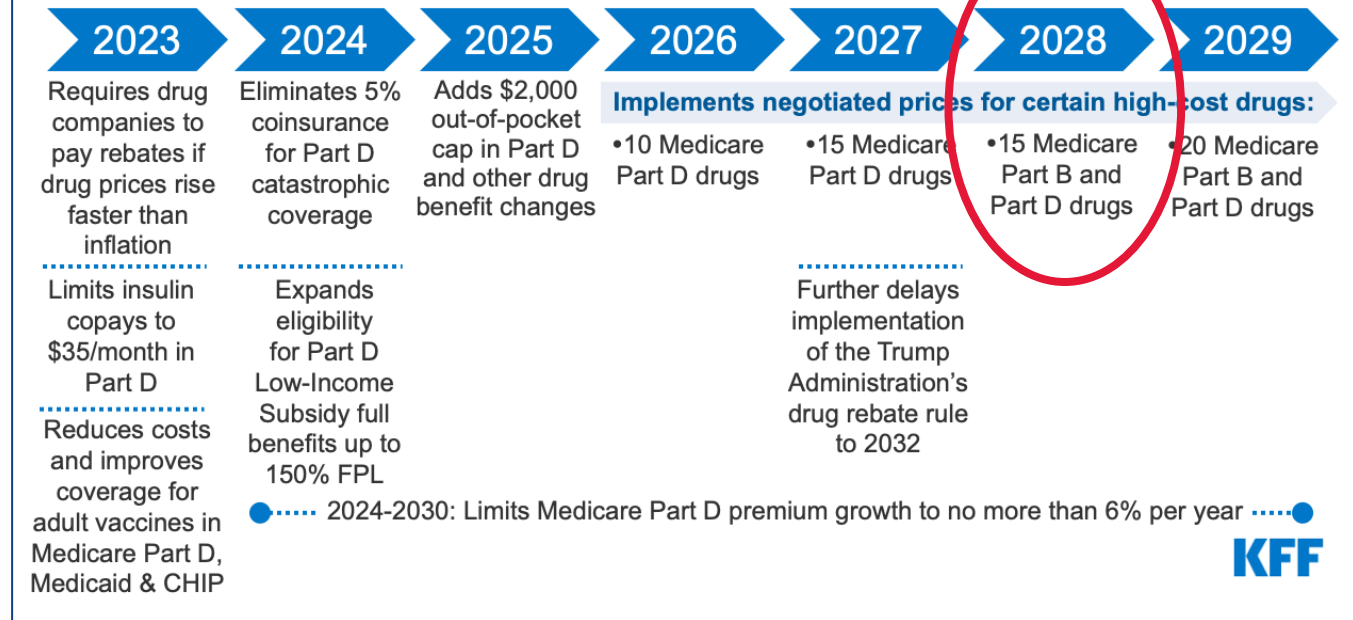 2023
Requires drug
companies to
pay rebates if
drug prices rise
faster than
inflation
Limits insulin
copays to
$35/month in
Part D
Reduces costs
and improves
coverage for
adult vaccines in
Medicare Part D,
Medicaid & CHIP
2024
Eliminates 5%
coinsurance
for Part D
catastrophic
coverage
Expands
eligibility
for Part D
Low-Income
Subsidy full
benefits up to
150% FPL
2025
Adds $2,000
out-of-pocket
cap in Part D
and other drug
benefit changes
2026
2027
2028
2029
Implements negotiated prices for certain high-cost drugs:
•10 Medicare
Part D drugs
•15 Medicare
Part D drugs
•15 Medicare
Part B and
Part D drugs
•20 Medicare
Part B and
Part D drugs
Further delays
implementation
of the Trump
Administration's
drug rebate rule
to 2032
2024-2030: Limits Medicare Part D premium growth to no more than 6% per year
KFF